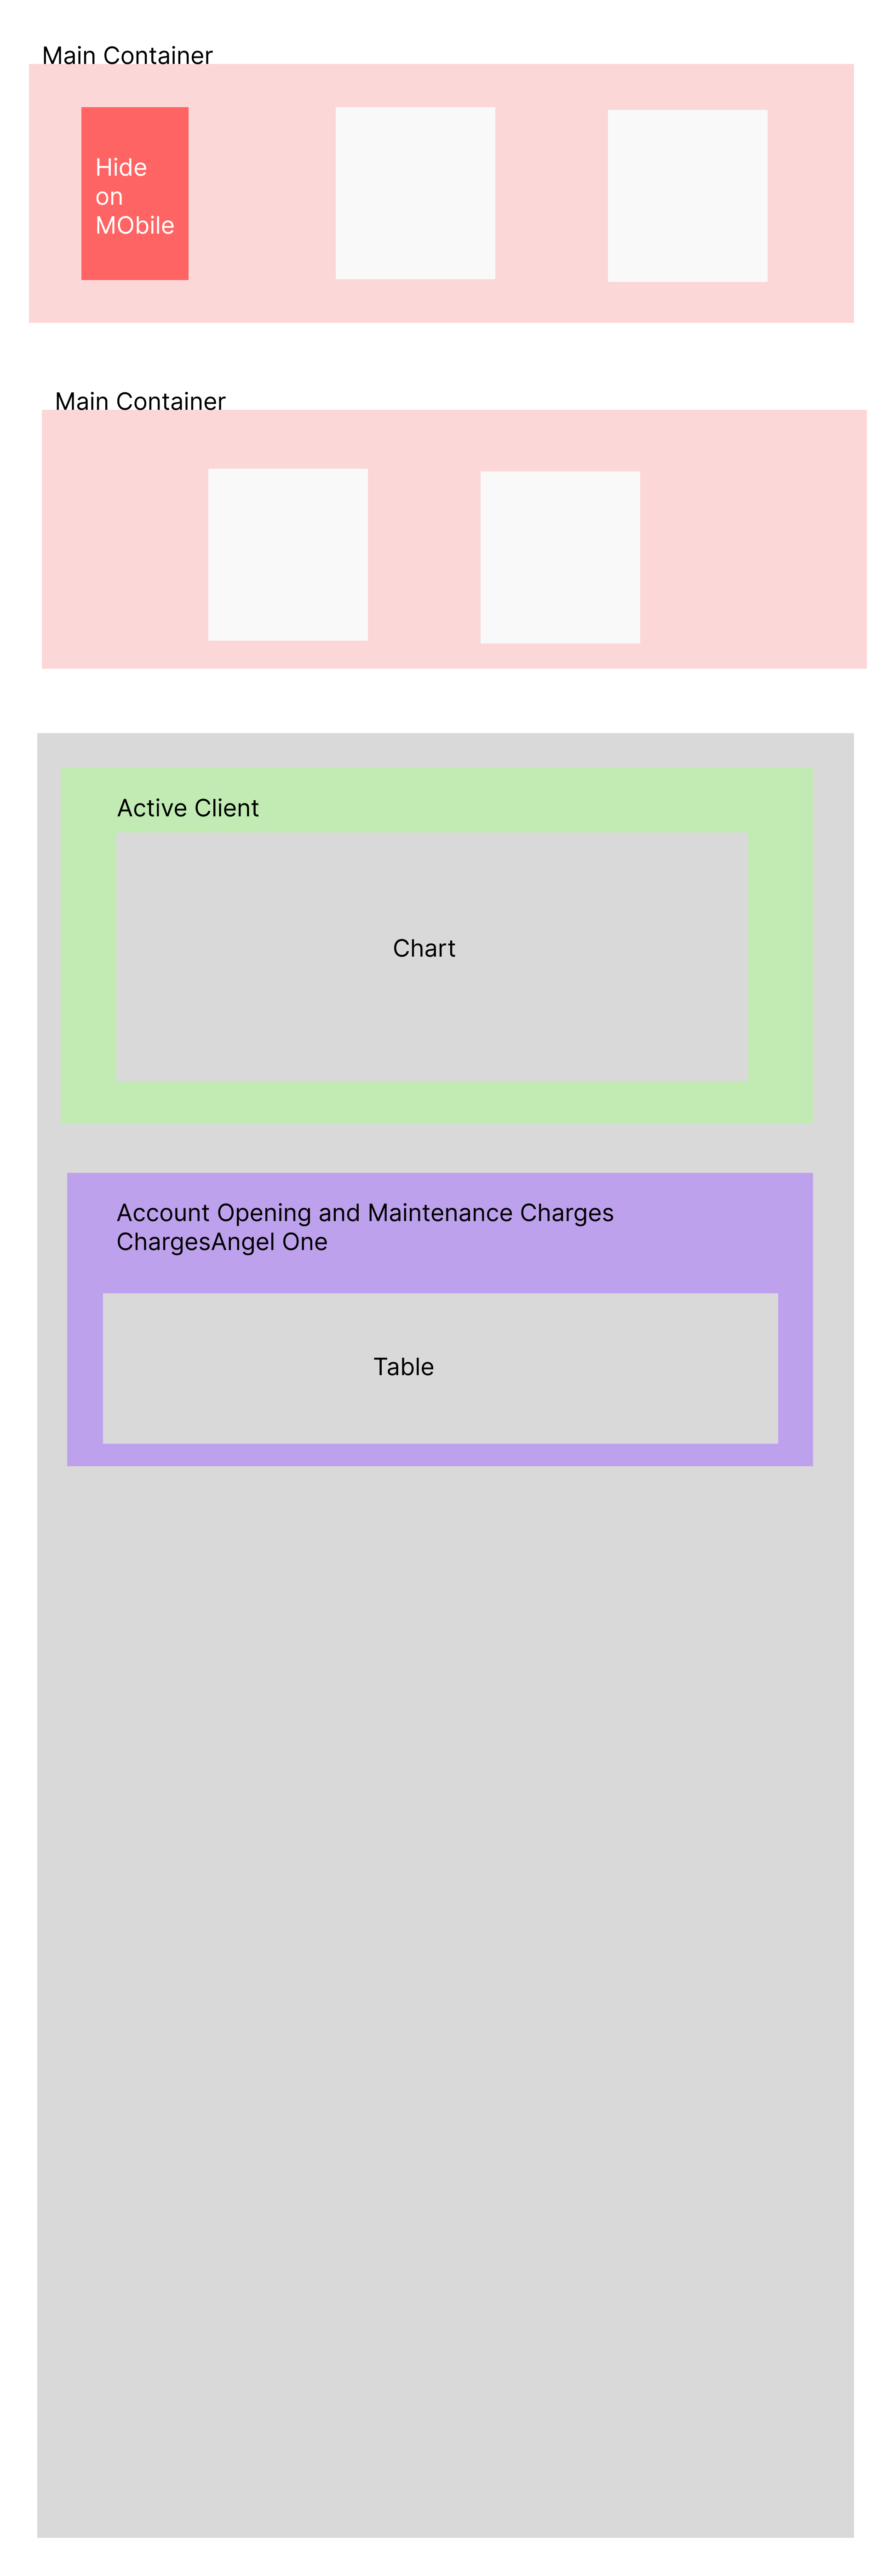 Main Container
Hide
on
MObile
Main Container
Active Client
Chart
Account Opening and Maintenance Charges
ChargesAngel One
Table